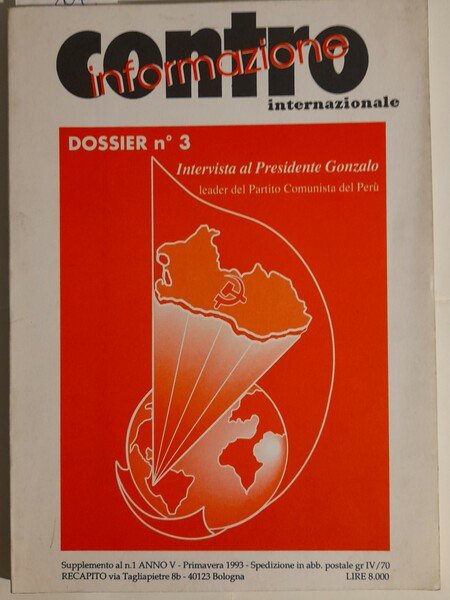 contro
informazione
internazionale
DOSSIER n° 3
Intervista al Presidente Gonzalo
leader del Partito Comunista del Perù
Supplemento al n.1 ANNO V - Primavera 1993 - Spedizione in abb. postale gr IV/70
RECAPITO via Tagliapietre 8b - 40123 Bologna LIRE 8.000